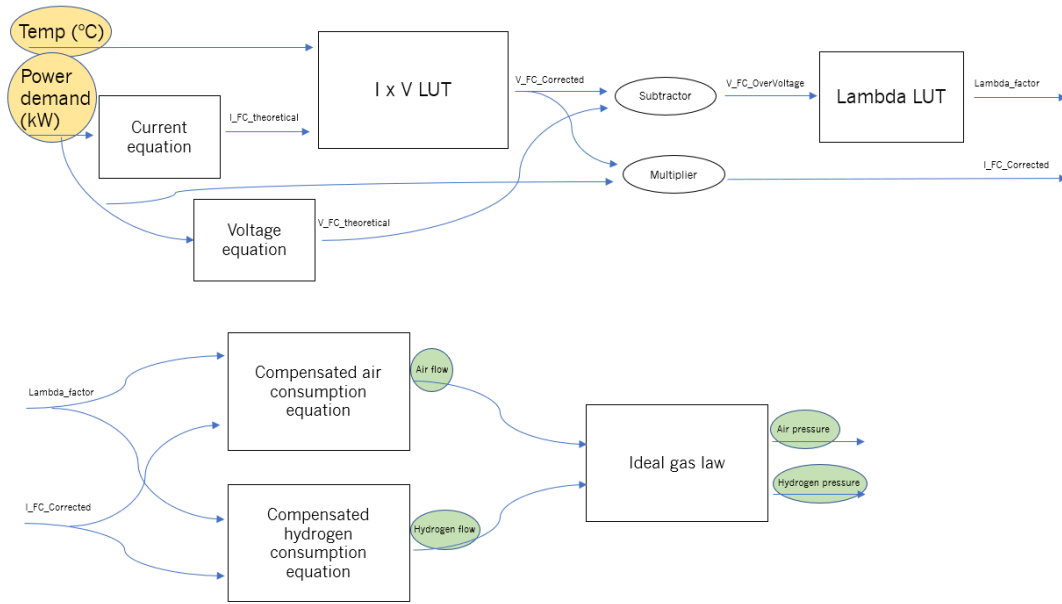 Temp (ºC)
Power
demand
(kW)
Current
equation
I_FC_theoretical
I x V LUT
V_FC_Corrected
Subtractor
V_FC_OverVoltage
Lambda LUT
Lambda_factor
Multiplier
I_FC_Corrected
Voltage
equation
V_FC_theoretical
Lambda_factor
I_FC_Corrected
Compensated air
consumption
equation
Air flow
Compensated
hydrogen
consumption
equation
Hydrogen flow
Ideal gas law
Air pressure
Hydrogen pressure